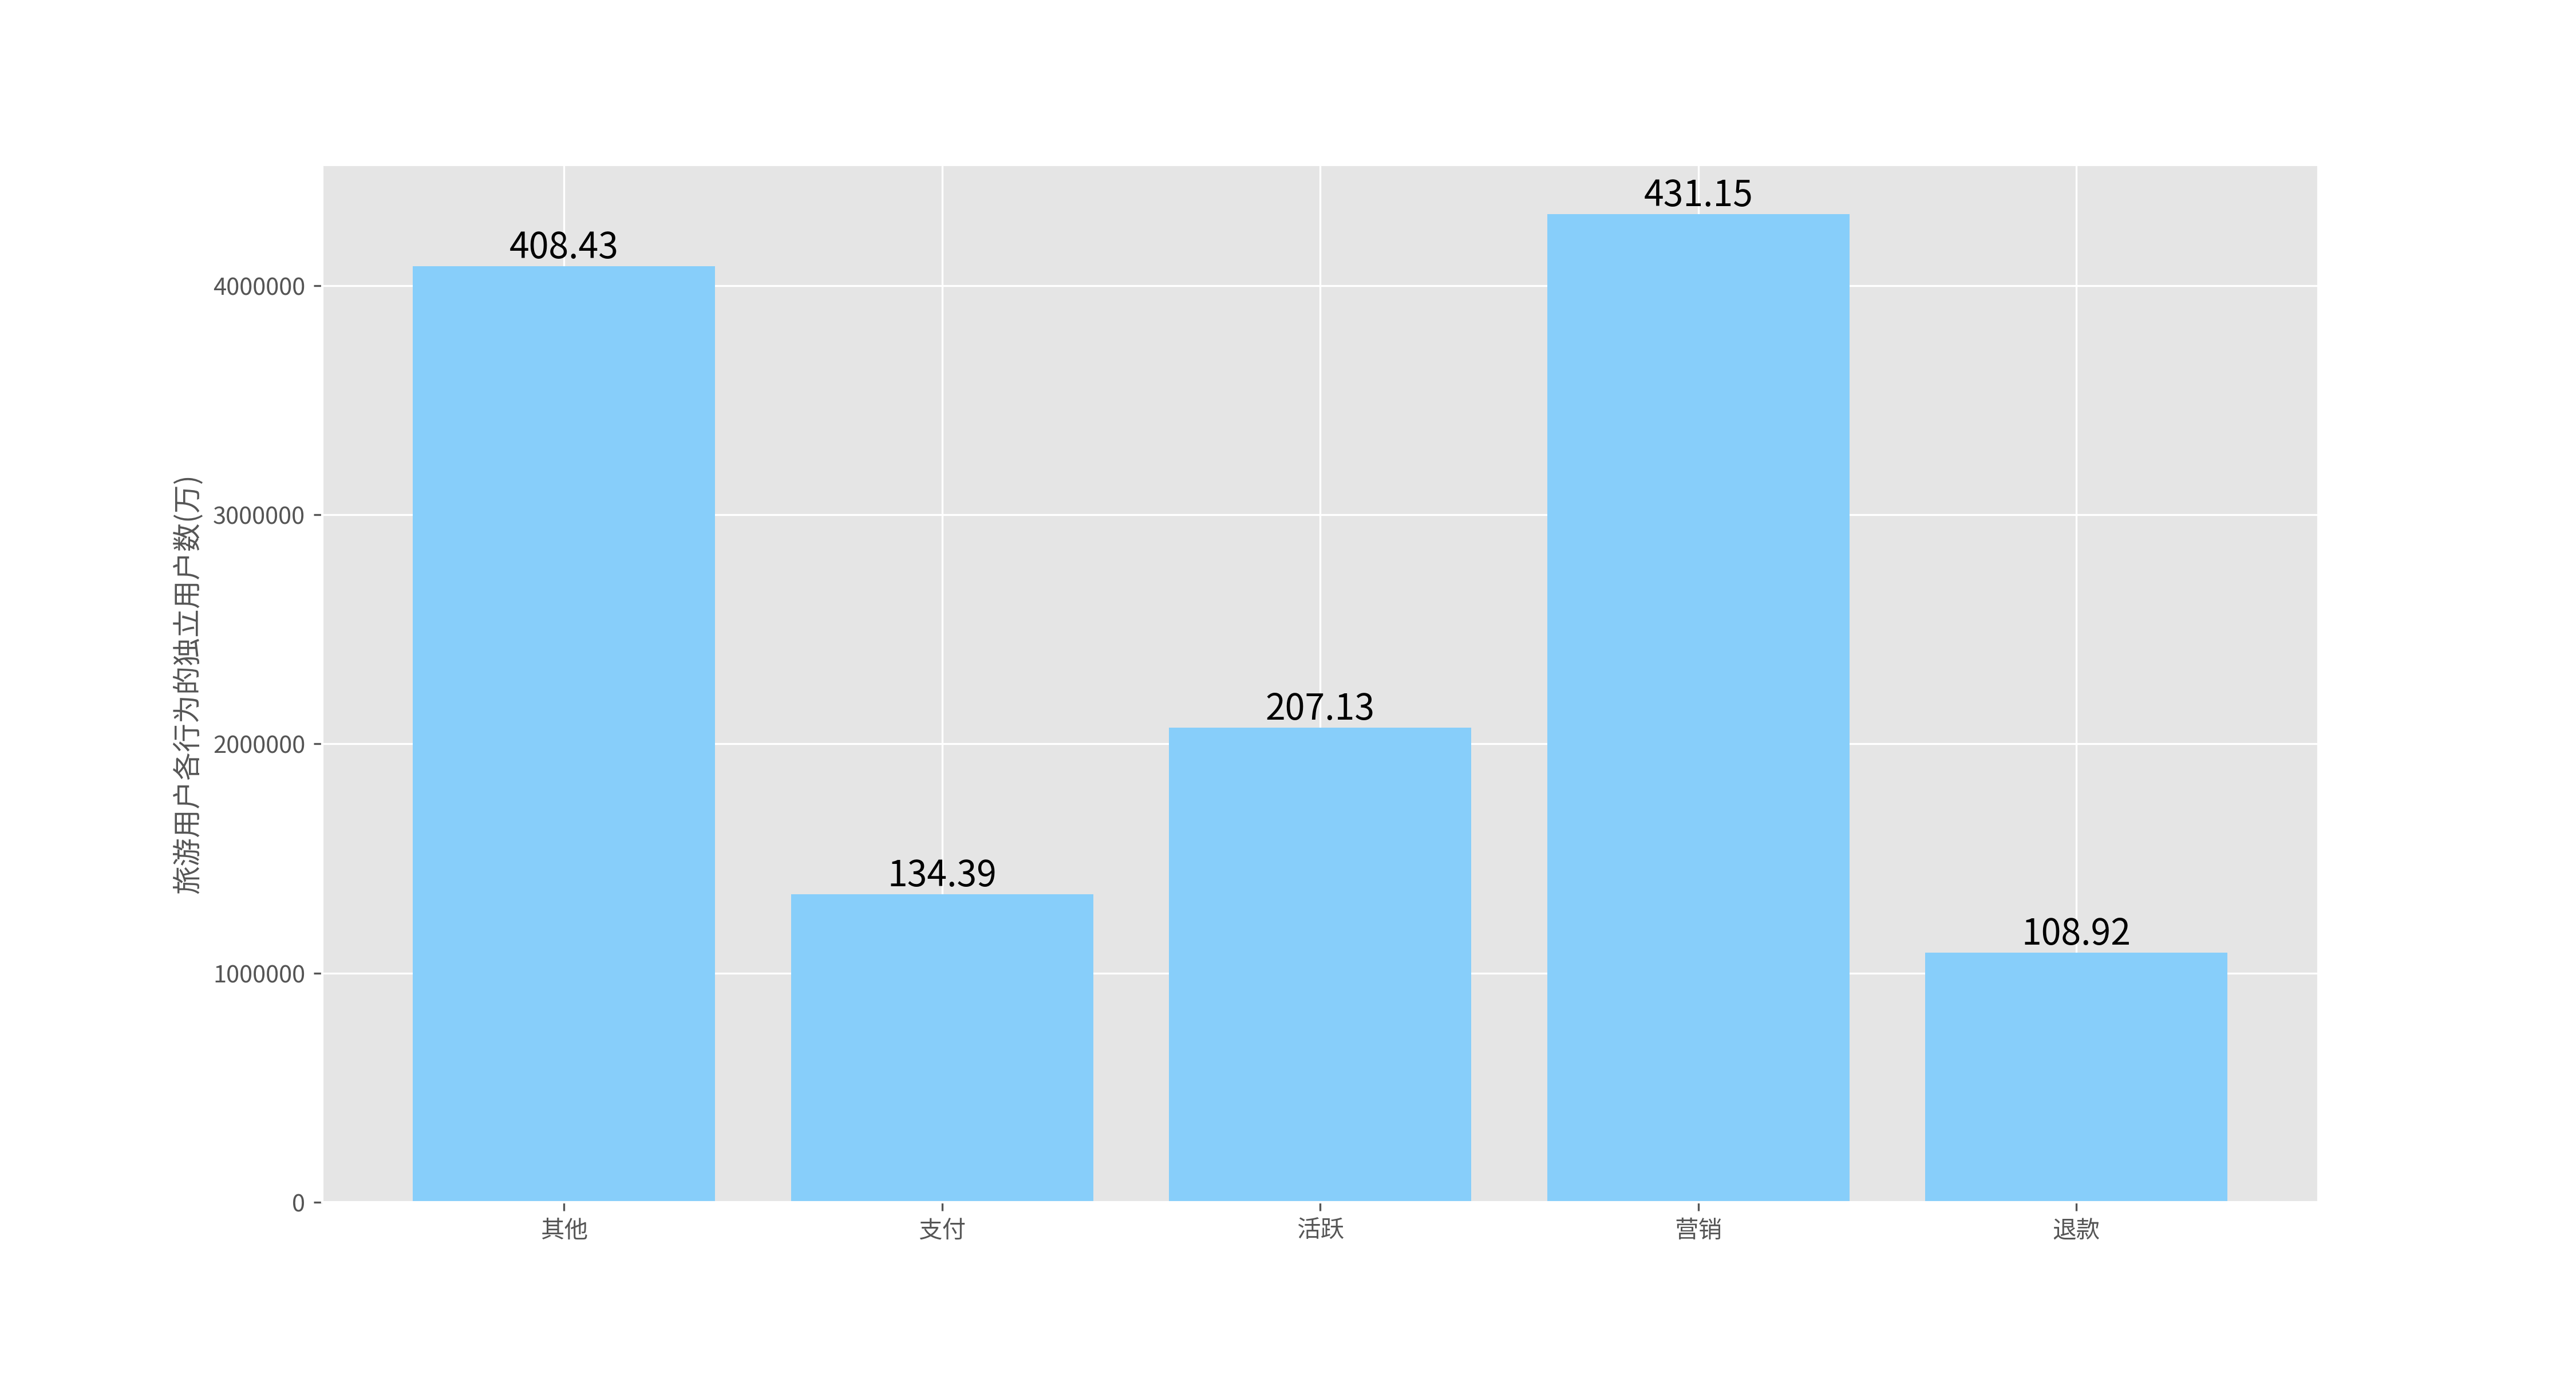 431.15
408.43
4000000
3000000
207.13
2000000
134.39
108.92
1000000
0
旅游用户各行为的独立用户数(万)
其他
支付
活跃
营销
退款